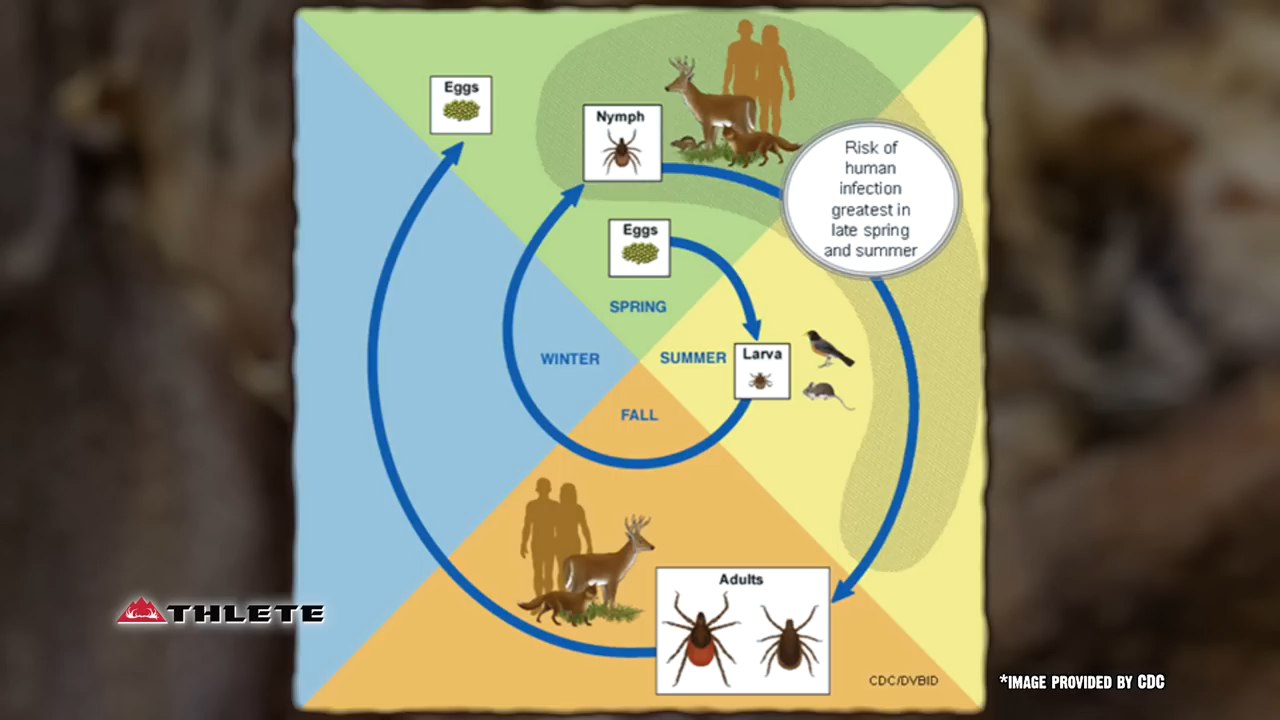 Eggs
Nymph
Risk of
human
infection
greatest in
late spring
and summer
Eggs
SPRING
WINTER
SUMMER
Larva
FALL
Adults
THLETE
CDC/DVBID
*IMAGE PROVIDED BY CDC